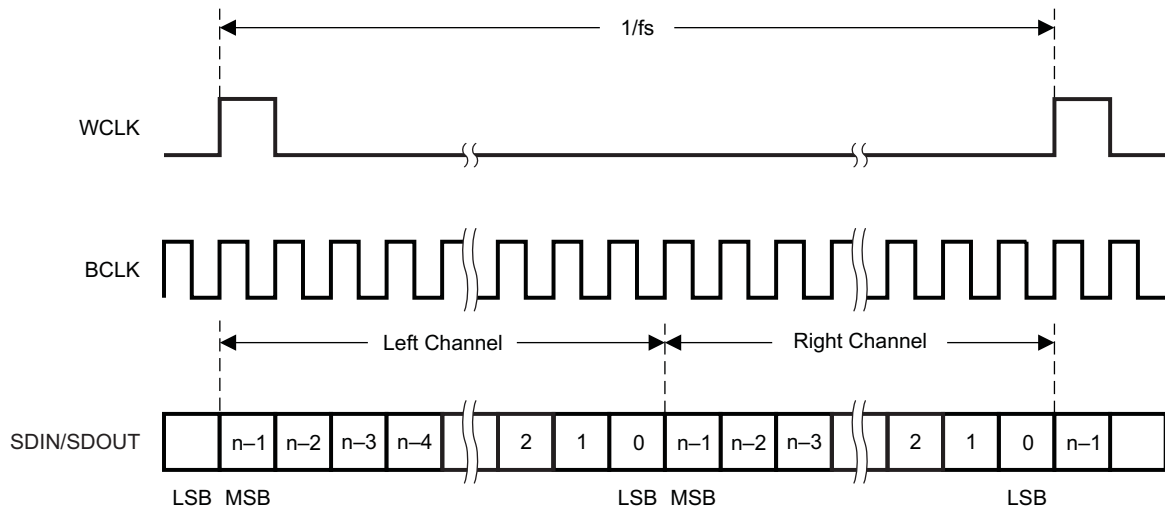 1/fs
WCLK
BCLK
Left Channel Right Channel
SDIN/SDOUT n–1 n–2 n–3 n–4 2 1 0 n–1 n–2 n–3 2 1 0 n–1
LSB MSB LSB MSB LSB